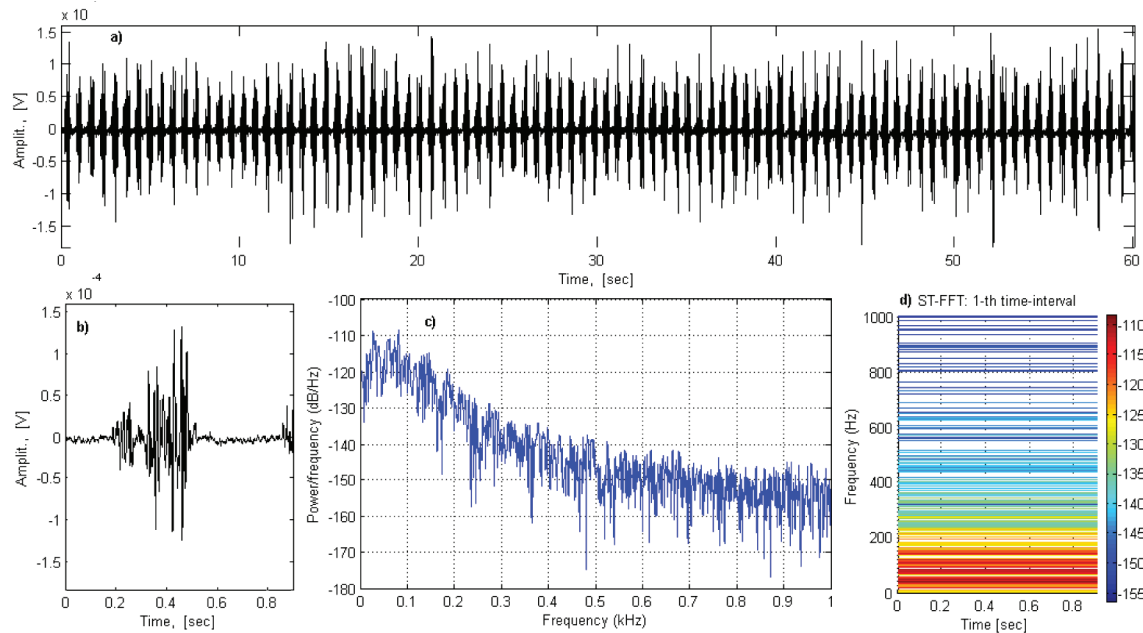 x 10
a)
1.5
1
0.5
0
-0.5
-1
-1.5
Amplit., [V]
0 10 20 30 40 50 60
Time, [sec]
-4
x 10
b)
1.5
1
0.5
0
-0.5
-1
-1.5
Amplit., [V]
0 0.2 0.4 0.6 0.8
Time, [sec]
c)
-100
-110
-120
-130
-140
-150
-160
-170
-180
Power/frequency (dB/Hz)
0 0.1 0.2 0.3 0.4 0.5 0.6 0.7 0.8 0.9 1
Frequency (kHz)
d) ST-FFT: 1-th time-interval
1000
800
600
400
200
0
Frequency (Hz)
0 0.2 0.4 0.6 0.8
Time [sec]
-110
-115
-120
-125
-130
-135
-140
-145
-150
-155